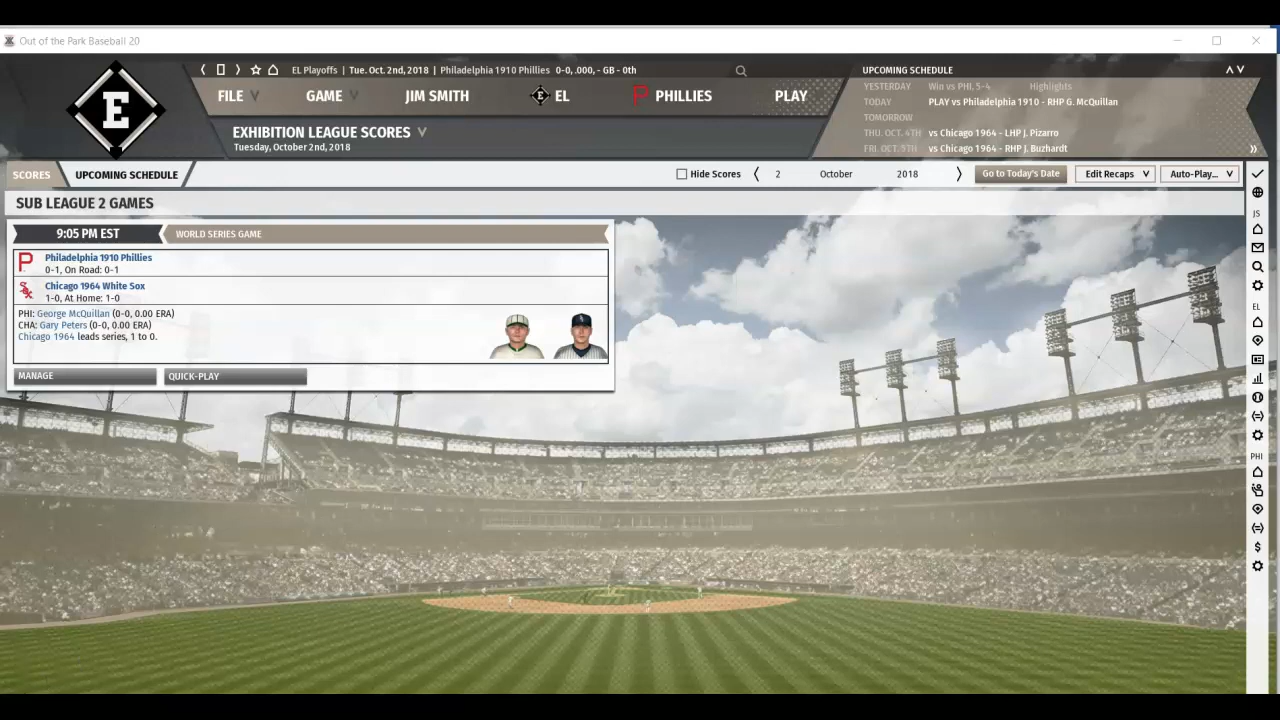 Out of the Park Baseball 20
EL Playoffs | Tue. Oct. 2nd, 2018 | Philadelphia 1910 Phillies 0-0, .000, - GB - 0th
FILE GAME JIM SMITH EL PHILLIES PLAY
E
EXHIBITION LEAGUE SCORES
Tuesday, October 2nd, 2018
UPCOMING SCHEDULE
YESTERDAY Win vs PHI, 5-4 Highlights
TODAY PLAY vs Philadelphia 1910 - RHP G. McQuillan
TOMORROW
THU. OCT. 4TH vs Chicago 1964 - LHP J. Pizarro
FRI. OCT. 5TH vs Chicago 1964 - RHP J. Buzhardt
SCORES UPCOMING SCHEDULE
Hide Scores 2 October 2018 Go to Today's Date Edit Recaps Auto-Play...
SUB LEAGUE 2 GAMES
9:05 PM EST WORLD SERIES GAME
Philadelphia 1910 Phillies
0-1, On Road: 0-1
Chicago 1964 White Sox
1-0, At Home: 1-0
PHI: George McQuillan (0-0, 0.00 ERA)
CHA: Gary Peters (0-0, 0.00 ERA)
Chicago 1964 leads series, 1 to 0.
MANAGE QUICK-PLAY
JS
EL
PHI
$